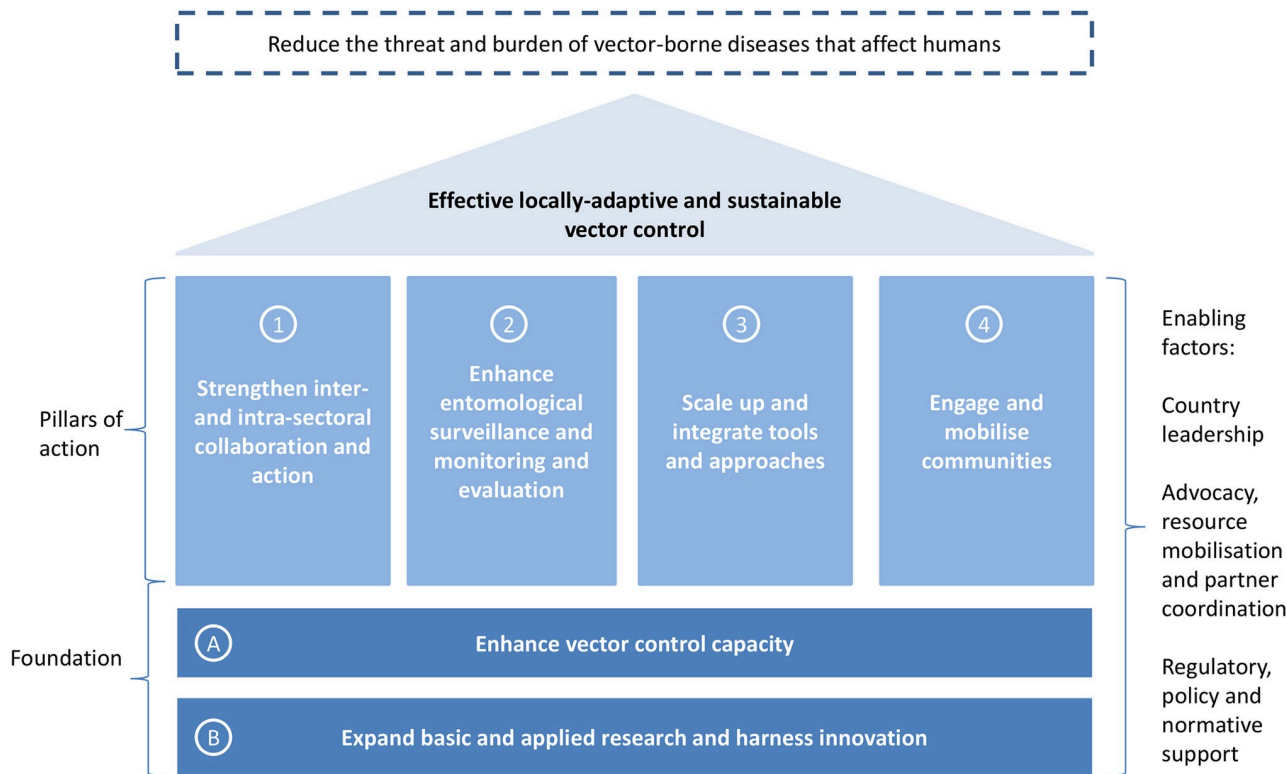 Reduce the threat and burden of vector-borne diseases that affect humans
Effective locally-adaptive and sustainable
vector control
Pillars of
action
1
Strengthen inter-
and intra-sectoral
collaboration and
action
2
Enhance
entomological
surveillance and
monitoring and
evaluation
3
Scale up and
integrate tools
and approaches
4
Engage and
mobilise
communities
Foundation
A
Enhance vector control capacity
B
Expand basic and applied research and harness innovation
Enabling
factors:
Country
leadership
Advocacy,
resource
mobilisation
and partner
coordination
Regulatory,
policy and
normative
support